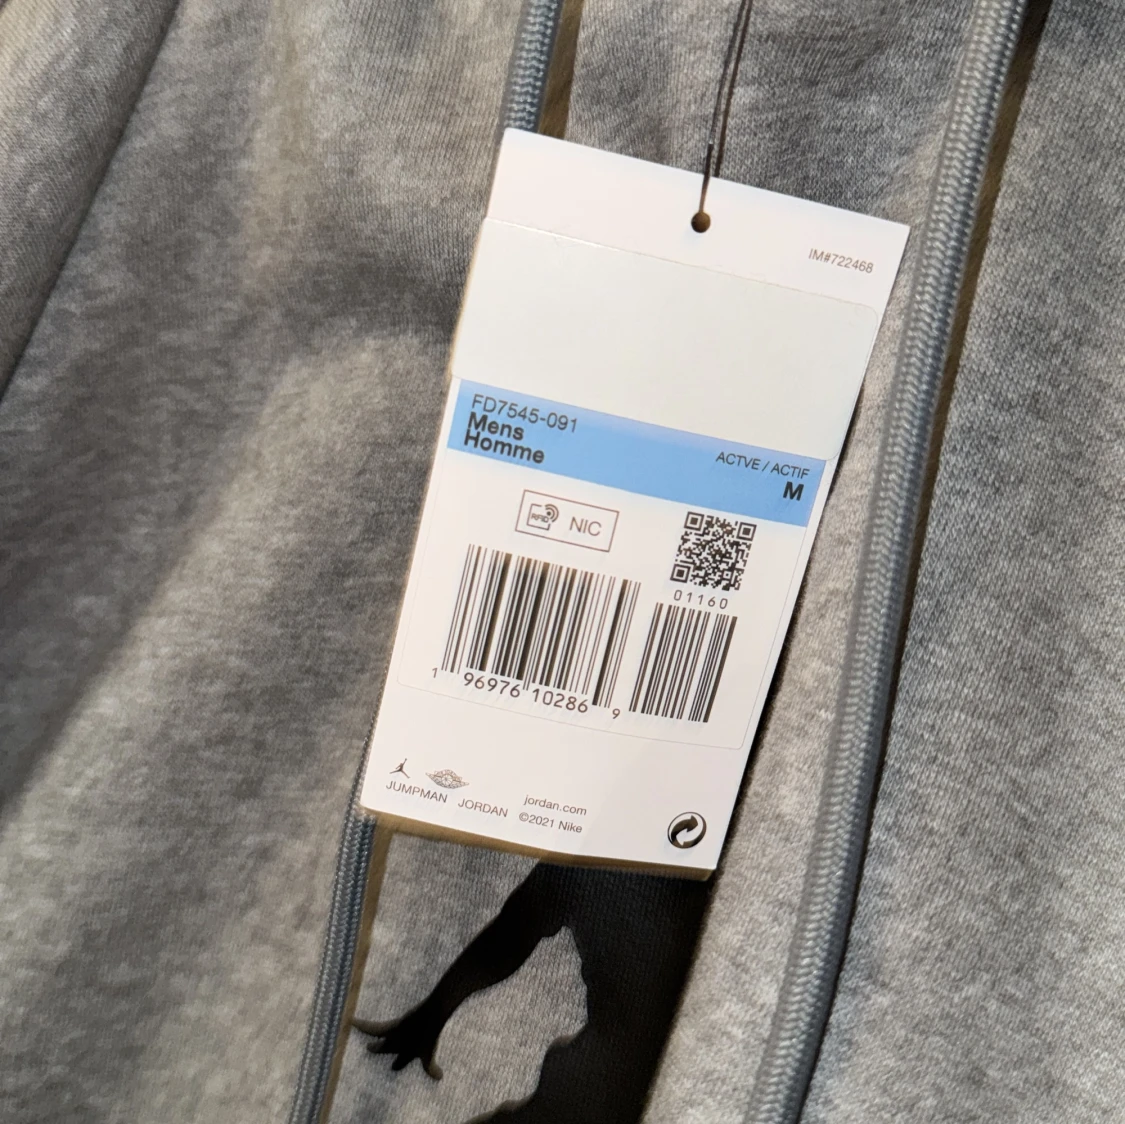 IM#722468
FD7545-091
Mens
Homme
ACTVE / ACTIF
M
RFID
NIC
01160
1 96976 10286 9
JUMPMAN
JORDAN
jordan.com
©2021 Nike